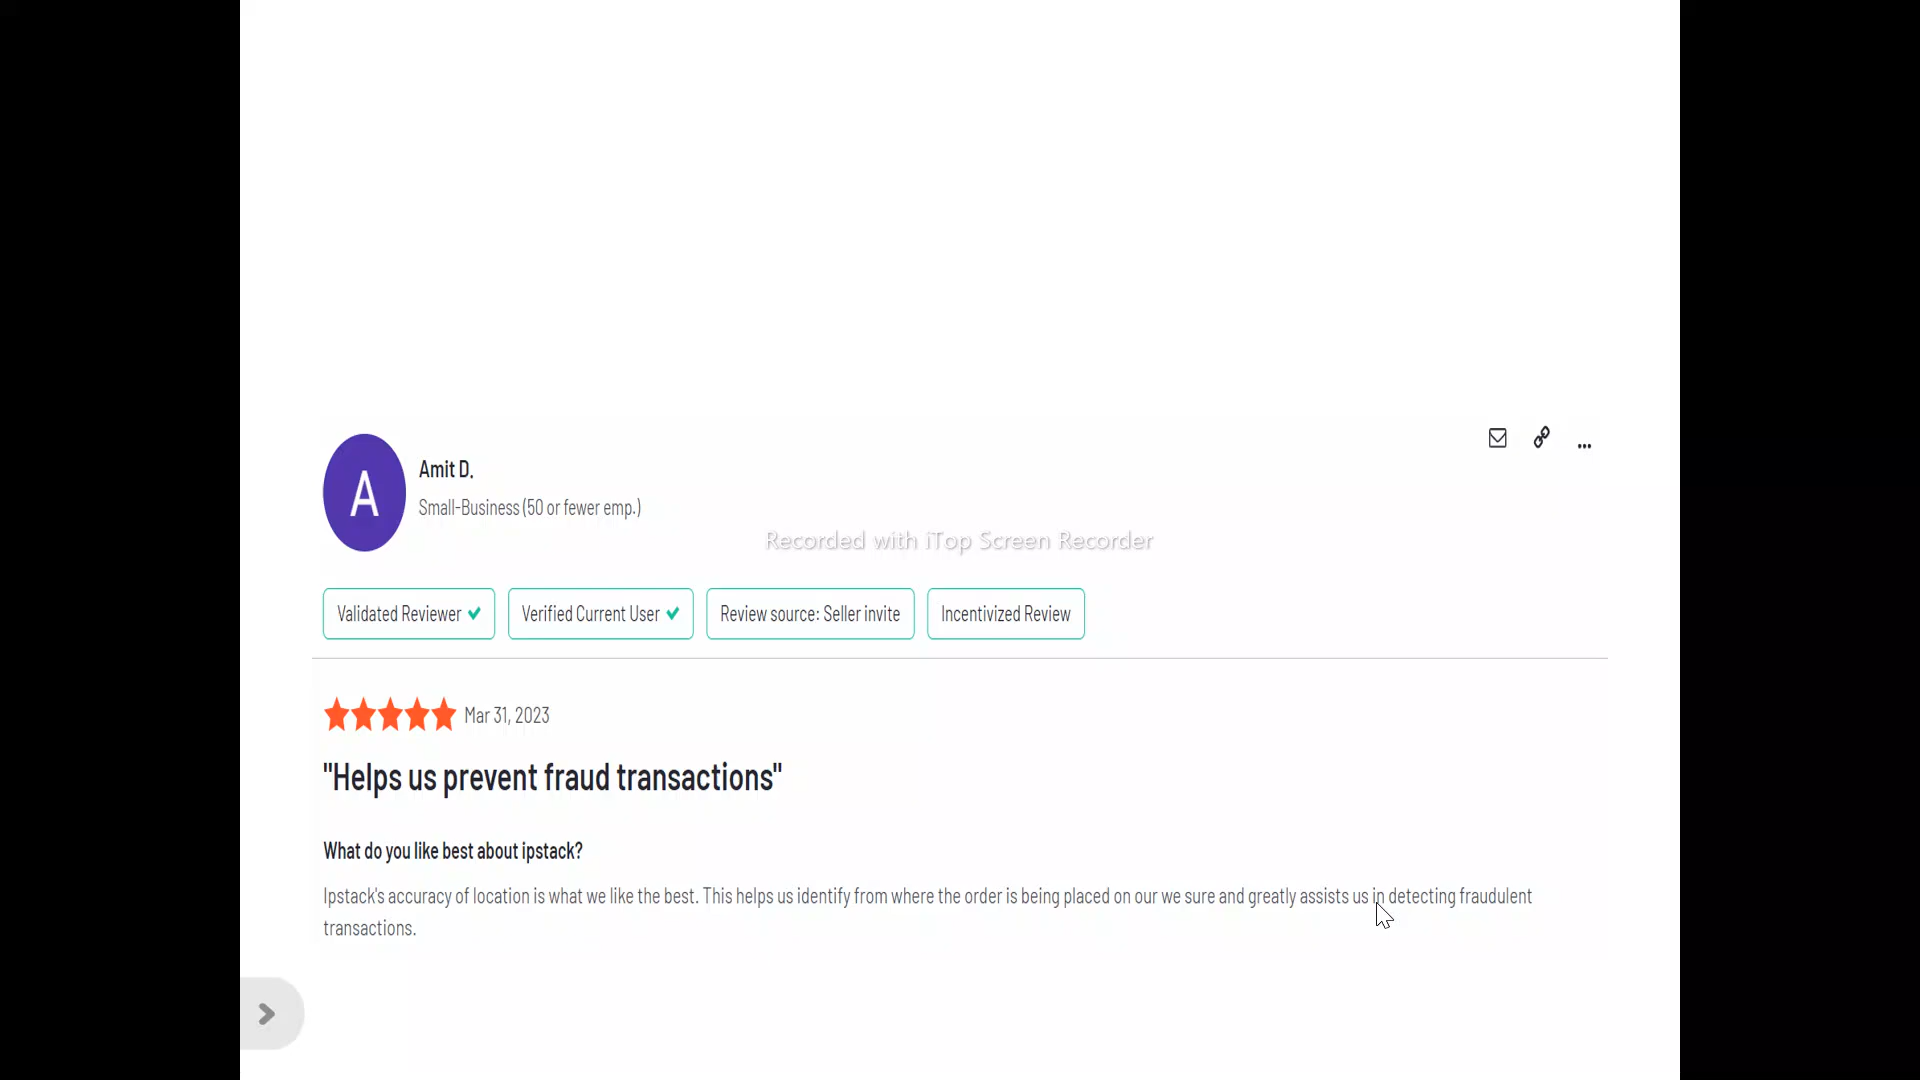 A
Amit D.
Small-Business (50 or fewer emp.)
Recorded with iTop Screen Recorder
Validated Reviewer
Verified Current User
Review source: Seller invite
Incentivized Review
Mar 31, 2023
"Helps us prevent fraud transactions"
What do you like best about ipstack?
Ipstack's accuracy of location is what we like the best. This helps us identify from where the order is being placed on our we sure and greatly assists us in detecting fraudulent
transactions.